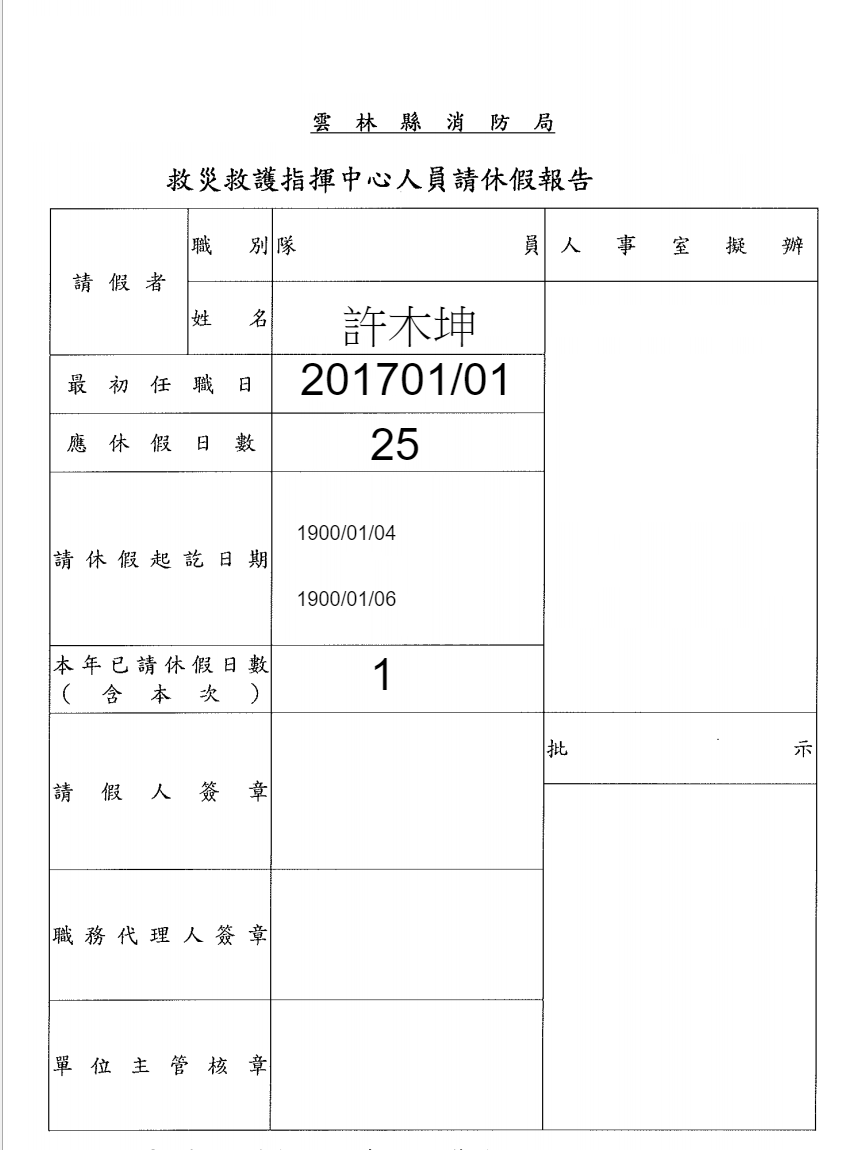 雲林縣消防局
救災救護指揮中心人員請休假報告
請假者
職別
隊員
人事室擬辦
姓名
許木坤
最初任職日
201701/01
應休假日數
25
請休假起訖日期
1900/01/04
1900/01/06
本年已請休假日數
(含本次)
1
請假人簽章
批示
職務代理人簽章
單位主管核章